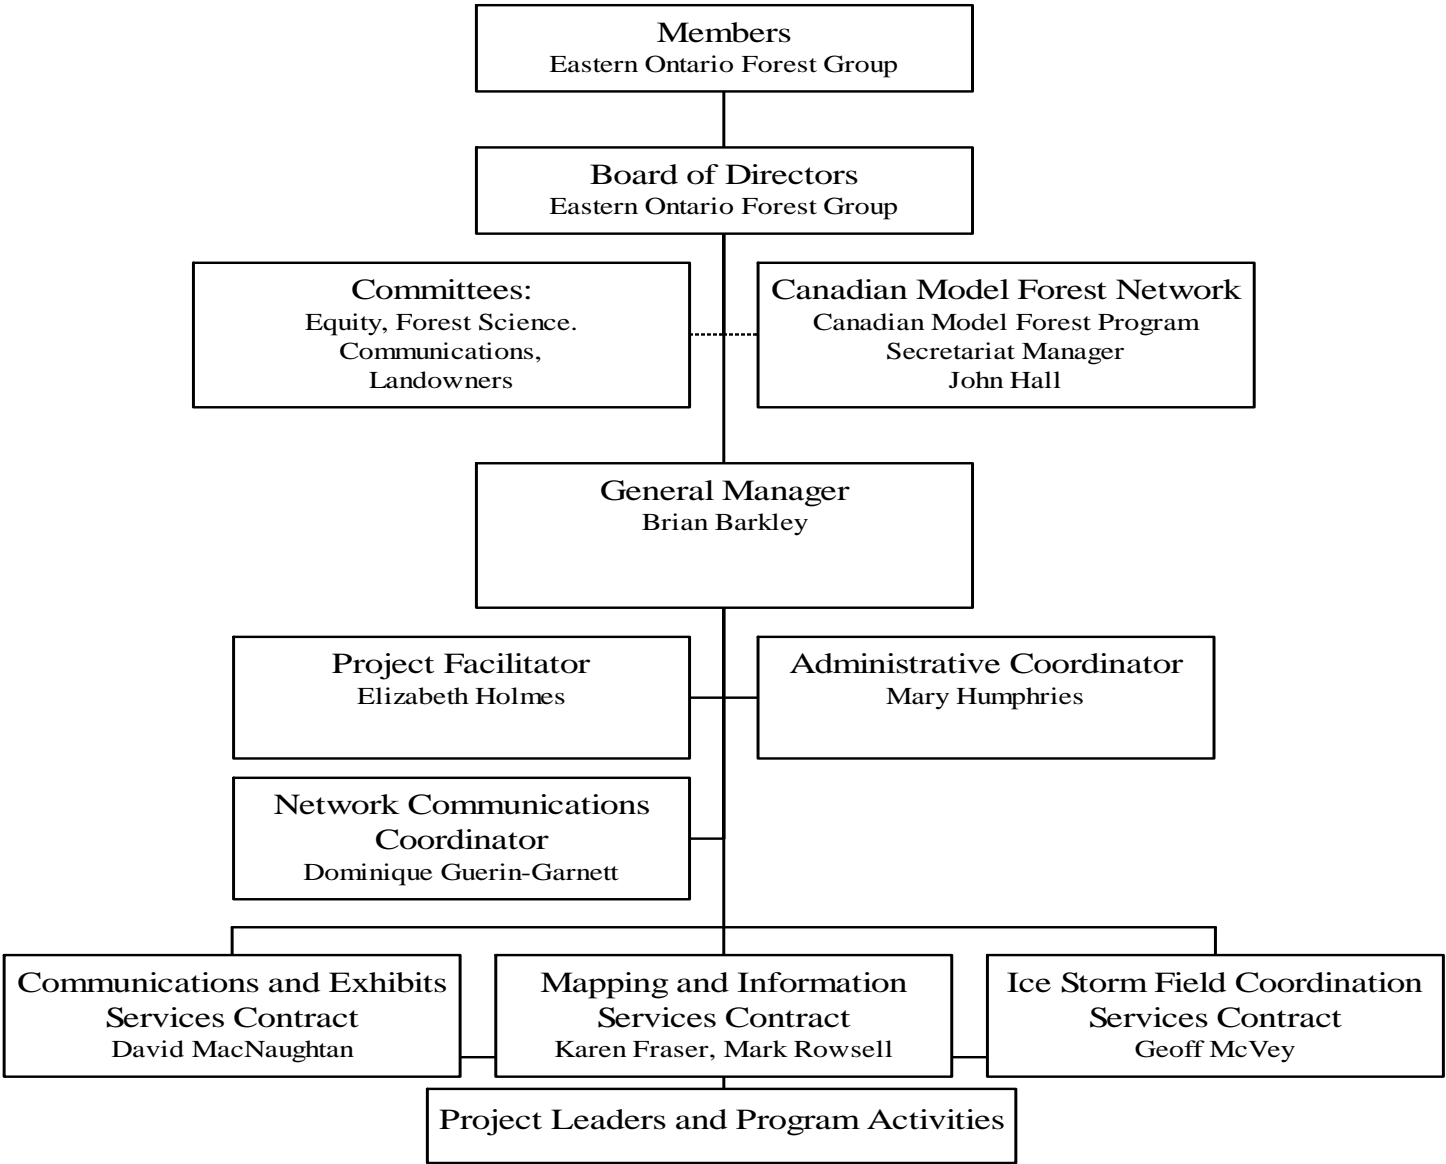 Members
Eastern Ontario Forest Group
Board of Directors
Eastern Ontario Forest Group
Committees:
Equity, Forest Science.
Communications,
Landowners
Canadian Model Forest Network
Canadian Model Forest Program
Secretariat Manager
John Hall
General Manager
Brian Barkley
Project Facilitator
Elizabeth Holmes
Administrative Coordinator
Mary Humphries
Network Communications
Coordinator
Dominique Guerin-Garnett
Communications and Exhibits
Services Contract
David MacNaughtan
Mapping and Information
Services Contract
Karen Fraser, Mark Rowsell
Ice Storm Field Coordination
Services Contract
Geoff McVey
Project Leaders and Program Activities